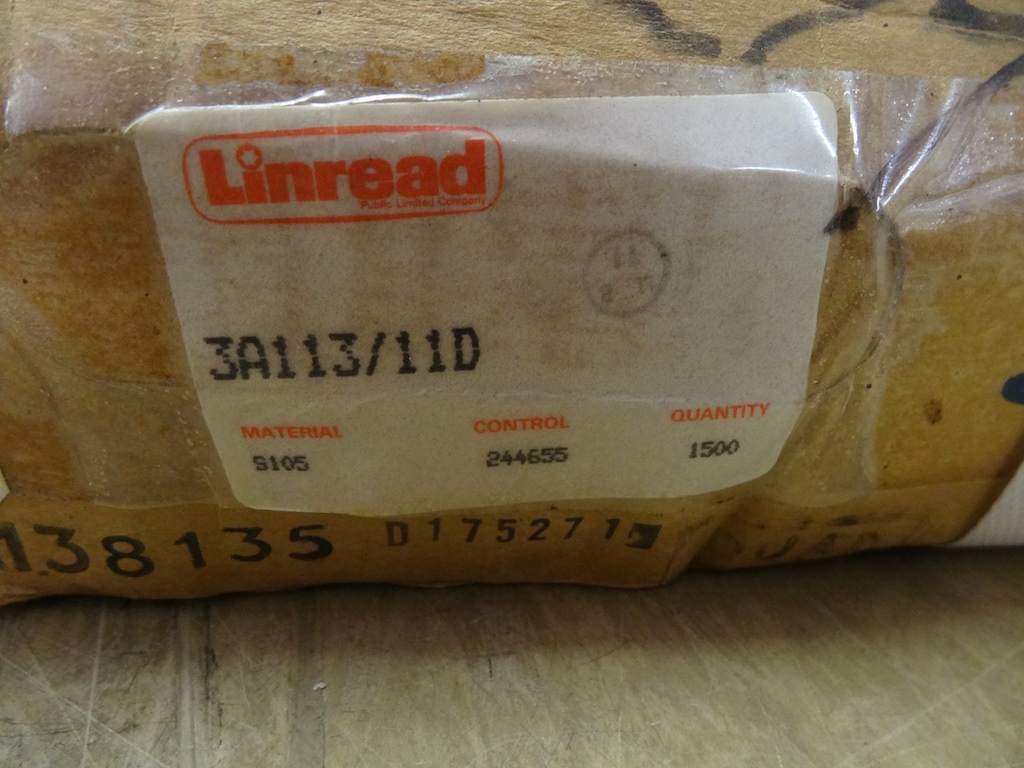 Linread
Public Limited Company
3A113/11D
MATERIAL CONTROL QUANTITY
S105 244655 1500
138135 D175271